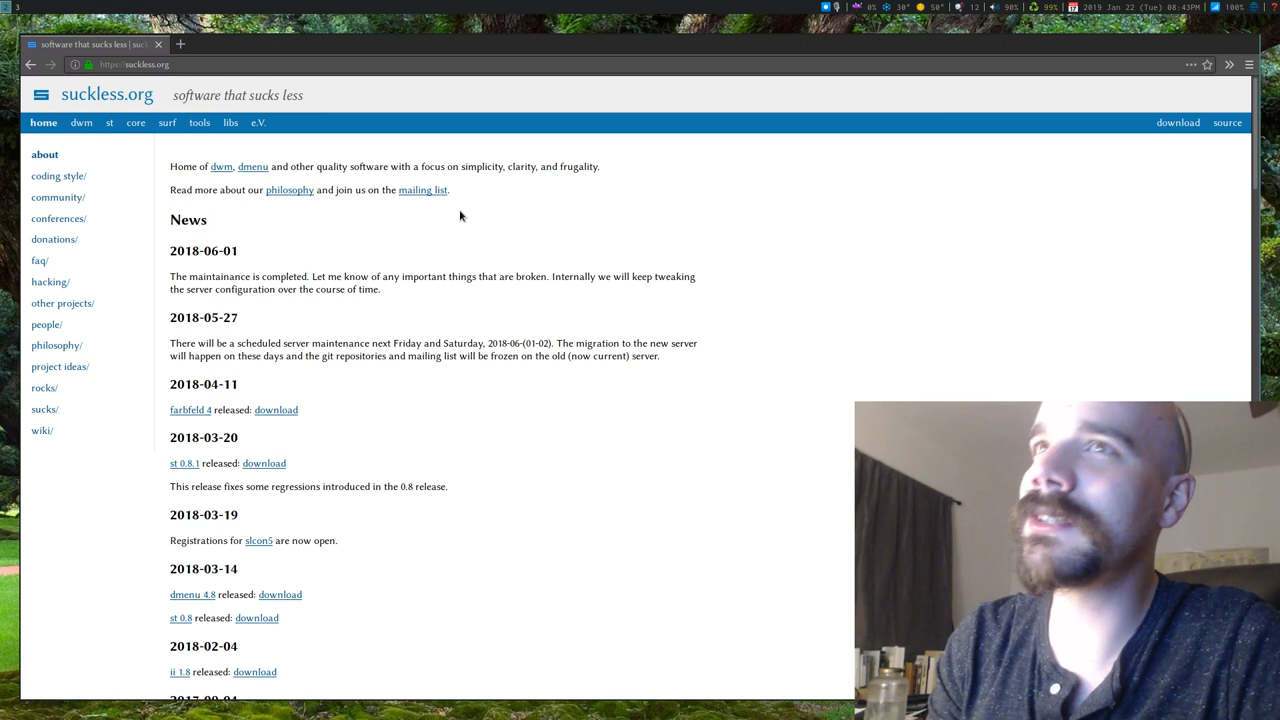 2 3
0% 30° 50° 12 90% 99% 2019 Jan 22 (Tue) 08:43PM 100% ?
software that sucks less | suck
https://suckless.org
suckless.org software that sucks less
home dwm st core surf tools libs e.V. download source
about
coding style/
community/
conferences/
donations/
faq/
hacking/
other projects/
people/
philosophy/
project ideas/
rocks/
sucks/
wiki/
Home of dwm, dmenu and other quality software with a focus on simplicity, clarity, and frugality.
Read more about our philosophy and join us on the mailing list.
News
2018-06-01
The maintainance is completed. Let me know of any important things that are broken. Internally we will keep tweaking
the server configuration over the course of time.
2018-05-27
There will be a scheduled server maintenance next Friday and Saturday, 2018-06-(01-02). The migration to the new server
will happen on these days and the git repositories and mailing list will be frozen on the old (now current) server.
2018-04-11
farbfeld 4 released: download
2018-03-20
st 0.8.1 released: download
This release fixes some regressions introduced in the 0.8 release.
2018-03-19
Registrations for slcon5 are now open.
2018-03-14
dmenu 4.8 released: download
st 0.8 released: download
2018-02-04
ii 1.8 released: download